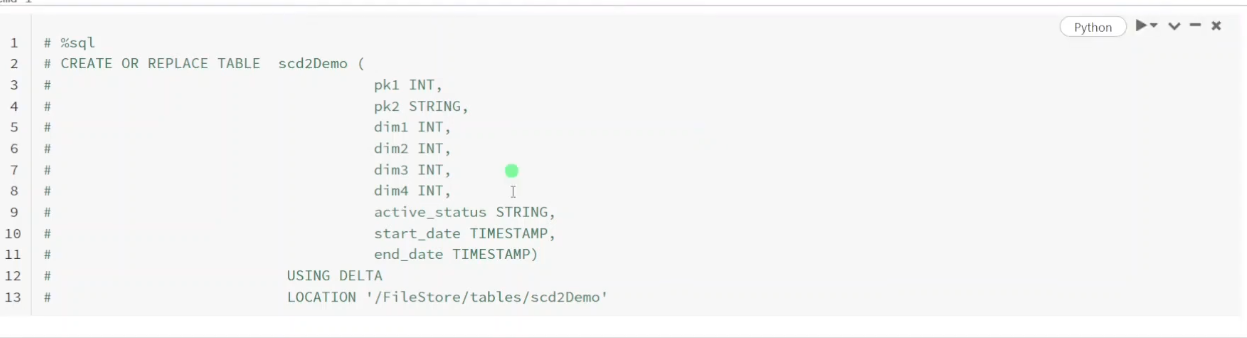 Python
1 # %sql
2 # CREATE OR REPLACE TABLE scd2Demo (
3 # pk1 INT,
4 # pk2 STRING,
5 # dim1 INT,
6 # dim2 INT,
7 # dim3 INT,
8 # dim4 INT,
9 # active_status STRING,
10 # start_date TIMESTAMP,
11 # end_date TIMESTAMP)
12 # USING DELTA
13 # LOCATION '/FileStore/tables/scd2Demo'